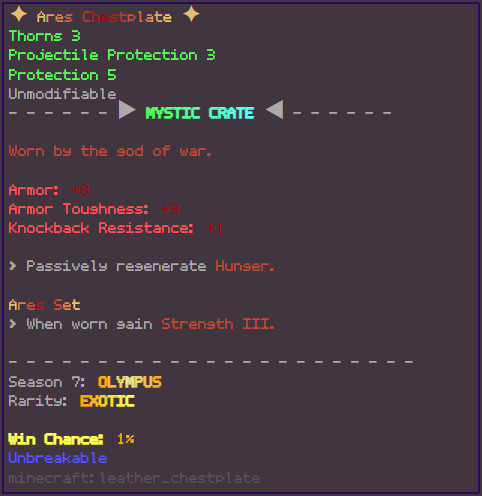 ✦ Ares Chestplate ✦
Thorns 3
Projectile Protection 3
Protection 5
Unmodifiable
- - - - - - ▶ MYSTIC CRATE ◀ - - - - - -
Worn by the god of war.
Armor: +8
Armor Toughness: +3
Knockback Resistance: +1
> Passively regenerate Hunger.
Ares Set
> When worn gain Strength III.
- - - - - - - - - - - - - - - - - - - - - - - -
Season 7: OLYMPUS
Rarity: EXOTIC
Win Chance: 1%
Unbreakable
minecraft:leather_chestplate